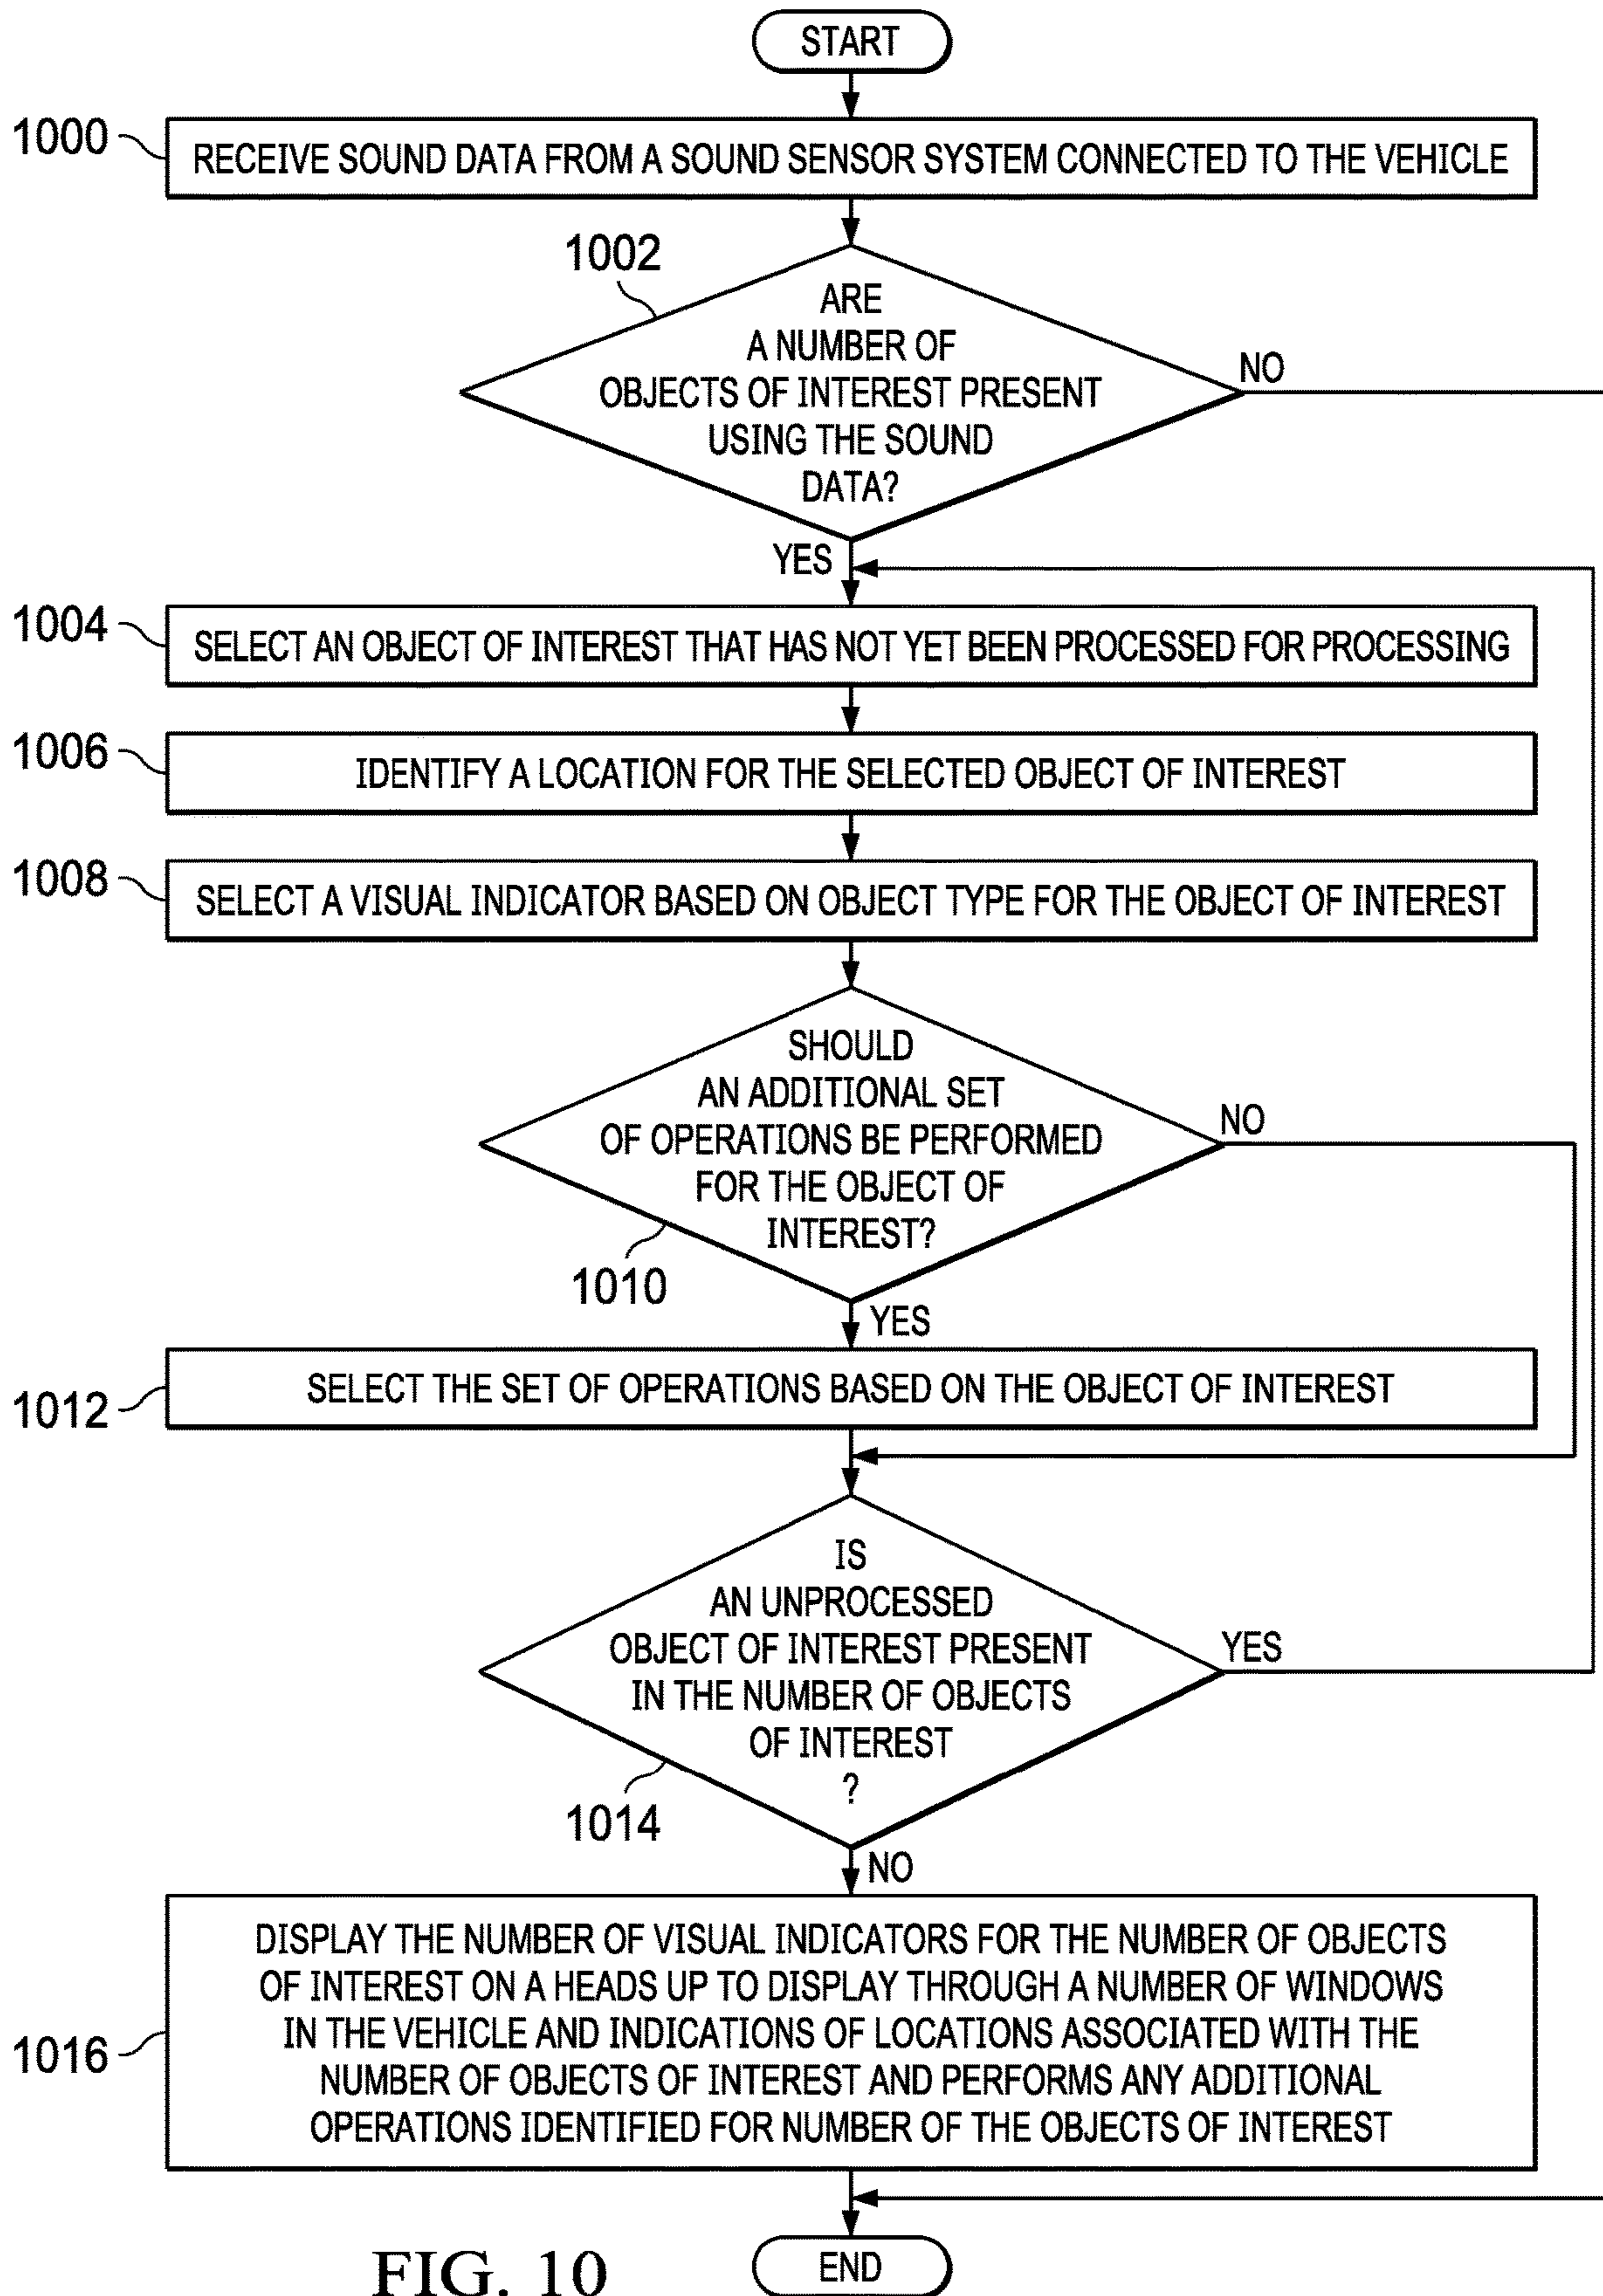 START
1000
RECEIVE SOUND DATA FROM A SOUND SENSOR SYSTEM CONNECTED TO THE VEHICLE
1002
ARE
A NUMBER OF
OBJECTS OF INTEREST PRESENT
USING THE SOUND
DATA?
NO
YES
1004
SELECT AN OBJECT OF INTEREST THAT HAS NOT YET BEEN PROCESSED FOR PROCESSING
1006
IDENTIFY A LOCATION FOR THE SELECTED OBJECT OF INTEREST
1008
SELECT A VISUAL INDICATOR BASED ON OBJECT TYPE FOR THE OBJECT OF INTEREST
SHOULD
AN ADDITIONAL SET
OF OPERATIONS BE PERFORMED
FOR THE OBJECT OF
INTEREST?
NO
1010
YES
1012
SELECT THE SET OF OPERATIONS BASED ON THE OBJECT OF INTEREST
IS
AN UNPROCESSED
OBJECT OF INTEREST PRESENT
IN THE NUMBER OF OBJECTS
OF INTEREST
?
YES
1014
NO
1016
DISPLAY THE NUMBER OF VISUAL INDICATORS FOR THE NUMBER OF OBJECTS
OF INTEREST ON A HEADS UP TO DISPLAY THROUGH A NUMBER OF WINDOWS
IN THE VEHICLE AND INDICATIONS OF LOCATIONS ASSOCIATED WITH THE
NUMBER OF OBJECTS OF INTEREST AND PERFORMS ANY ADDITIONAL
OPERATIONS IDENTIFIED FOR NUMBER OF THE OBJECTS OF INTEREST
END
FIG. 10